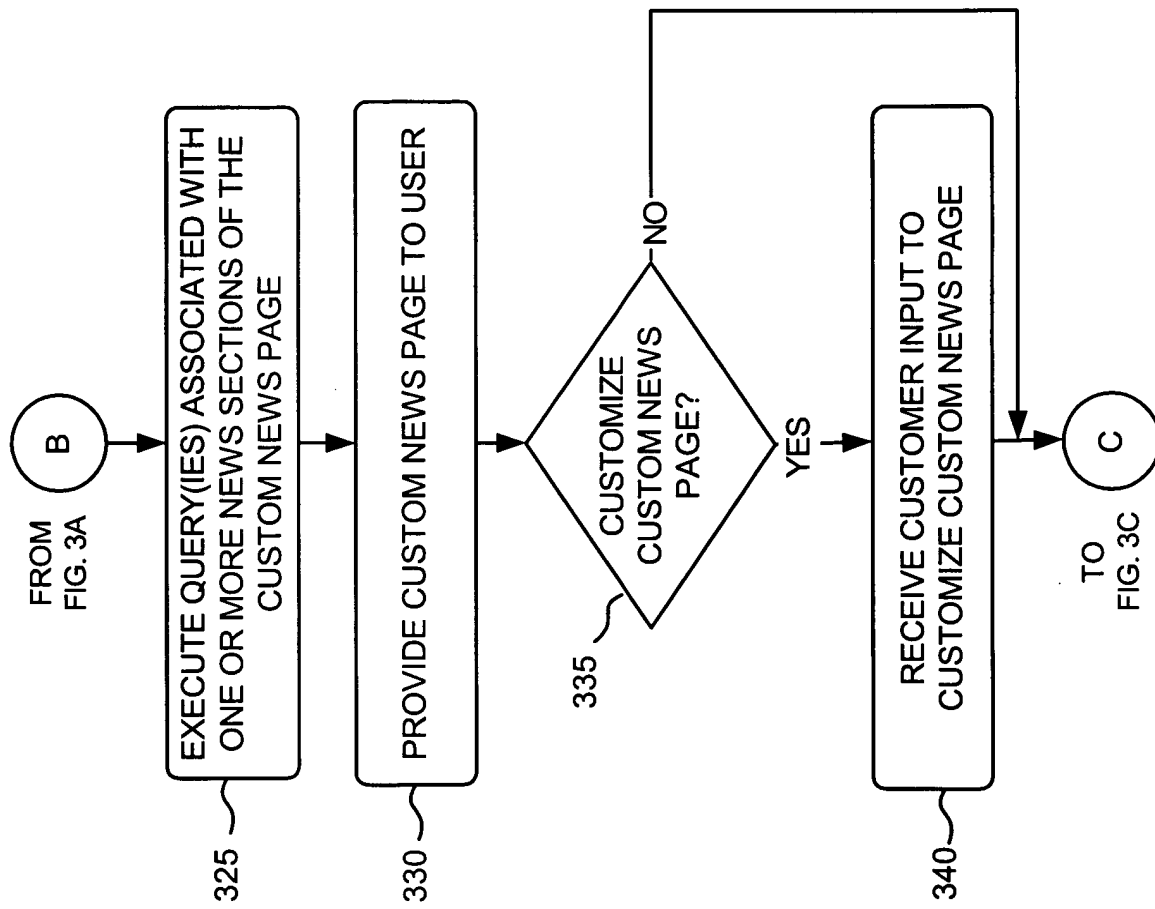 FROM
FIG. 3A
B
EXECUTE QUERY(IES) ASSOCIATED WITH
ONE OR MORE NEWS SECTIONS OF THE
CUSTOM NEWS PAGE
325
PROVIDE CUSTOM NEWS PAGE TO USER
330
CUSTOMIZE
CUSTOM NEWS
PAGE?
335
NO
YES
RECEIVE CUSTOMER INPUT TO
CUSTOMIZE CUSTOM NEWS PAGE
340
TO
FIG. 3C
C